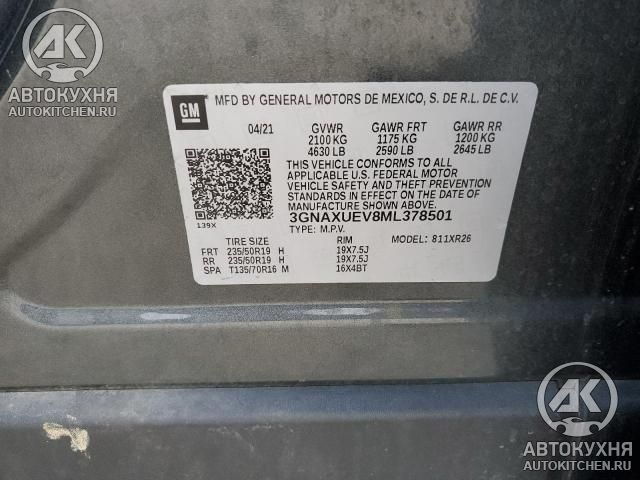 AK
АВТОКУХНЯ
AUTOKITCHEN.RU
GM
MFD BY GENERAL MOTORS DE MEXICO, S. DE R.L. DE C.V.
04/21 GVWR GAWR FRT GAWR RR
2100 KG 1175 KG 1200 KG
4630 LB 2590 LB 2645 LB
THIS VEHICLE CONFORMS TO ALL
APPLICABLE U.S. FEDERAL MOTOR
VEHICLE SAFETY AND THEFT PREVENTION
STANDARDS IN EFFECT ON THE DATE OF
MANUFACTURE SHOWN ABOVE.
139X
3GNAXUEV8ML378501
TYPE: M.P.V.
TIRE SIZE RIM MODEL: 811XR26
FRT 235/50R19 H 19X7.5J
RR 235/50R19 H 19X7.5J
SPA T135/70R16 M 16X4BT
AK
АВТОКУХНЯ
AUTOKITCHEN.RU